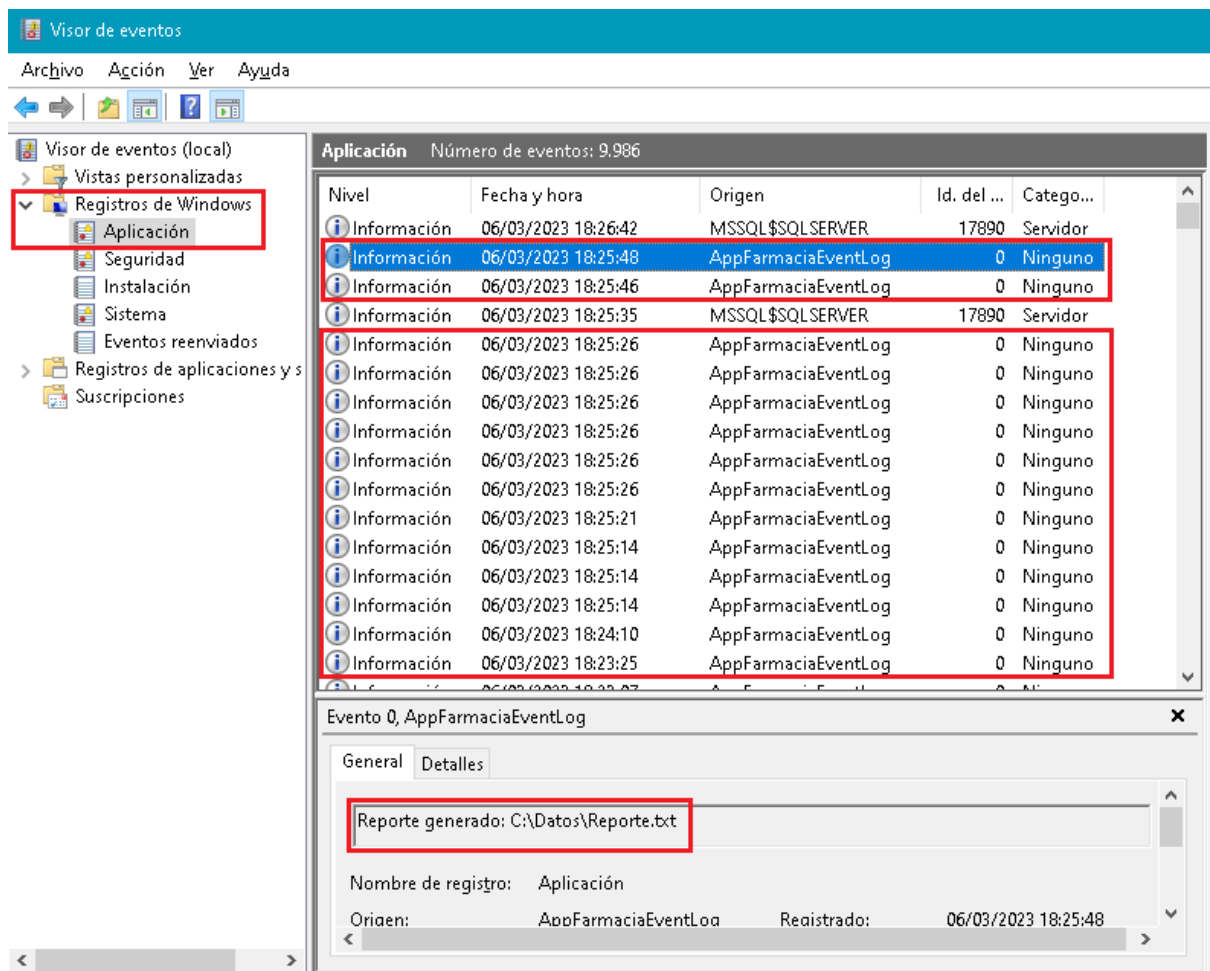 Visor de eventos
Archivo Acción Ver Ayuda
Visor de eventos (local)
Vistas personalizadas
Registros de Windows
Aplicación
Seguridad
Instalación
Sistema
Eventos reenviados
Registros de aplicaciones y s
Suscripciones
Aplicación Número de eventos: 9.986
Nivel Fecha y hora Origen Id. del ... Catego...
Información 06/03/2023 18:26:42 MSSQL$SQLSERVER 17890 Servidor
Información 06/03/2023 18:25:48 AppFarmaciaEventLog 0 Ninguno
Información 06/03/2023 18:25:46 AppFarmaciaEventLog 0 Ninguno
Información 06/03/2023 18:25:35 MSSQL$SQLSERVER 17890 Servidor
Información 06/03/2023 18:25:26 AppFarmaciaEventLog 0 Ninguno
Información 06/03/2023 18:25:26 AppFarmaciaEventLog 0 Ninguno
Información 06/03/2023 18:25:26 AppFarmaciaEventLog 0 Ninguno
Información 06/03/2023 18:25:26 AppFarmaciaEventLog 0 Ninguno
Información 06/03/2023 18:25:26 AppFarmaciaEventLog 0 Ninguno
Información 06/03/2023 18:25:26 AppFarmaciaEventLog 0 Ninguno
Información 06/03/2023 18:25:21 AppFarmaciaEventLog 0 Ninguno
Información 06/03/2023 18:25:14 AppFarmaciaEventLog 0 Ninguno
Información 06/03/2023 18:25:14 AppFarmaciaEventLog 0 Ninguno
Información 06/03/2023 18:25:14 AppFarmaciaEventLog 0 Ninguno
Información 06/03/2023 18:24:10 AppFarmaciaEventLog 0 Ninguno
Información 06/03/2023 18:23:25 AppFarmaciaEventLog 0 Ninguno
Evento 0, AppFarmaciaEventLog
General Detalles
Reporte generado: C:\Datos\Reporte.txt
Nombre de registro: Aplicación
Origen: AppFarmaciaEventLog Registrado: 06/03/2023 18:25:48